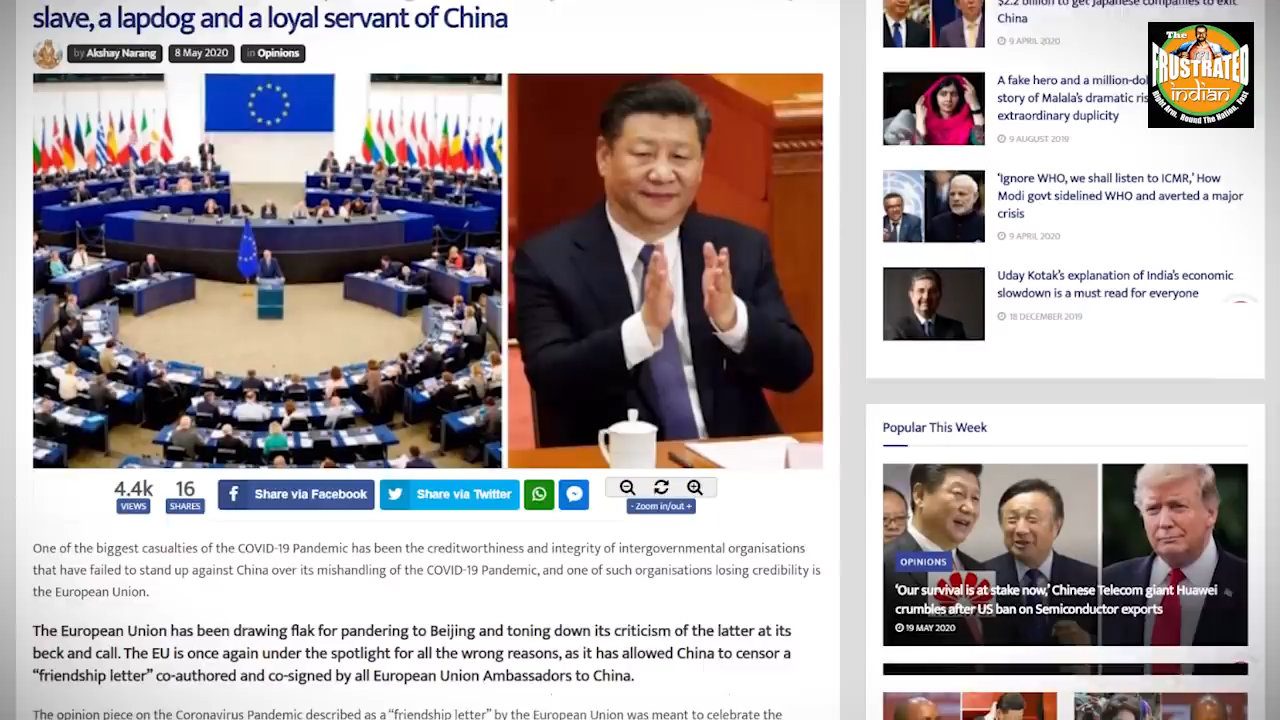 slave, a lapdog and a loyal servant of China
by Akshay Narang
8 May 2020
in Opinions
4.4k
VIEWS
16
SHARES
Share via Facebook
Share via Twitter
- Zoom in/out +
One of the biggest casualties of the COVID-19 Pandemic has been the creditworthiness and integrity of intergovernmental organisations
that have failed to stand up against China over its mishandling of the COVID-19 Pandemic, and one of such organisations losing credibility is
the European Union.
The European Union has been drawing flak for pandering to Beijing and toning down its criticism of the latter at its
beck and call. The EU is once again under the spotlight for all the wrong reasons, as it has allowed China to censor a
“friendship letter” co-authored and co-signed by all European Union Ambassadors to China.
The opinion piece on the Coronavirus Pandemic described as a “friendship letter” by the European Union was meant to celebrate the
$2.2 billion to get Japanese companies to exit
China
9 APRIL 2020
A fake hero and a million-dol
story of Malala’s dramatic ris
extraordinary duplicity
9 AUGUST 2019
‘Ignore WHO, we shall listen to ICMR,’ How
Modi govt sidelined WHO and averted a major
crisis
9 APRIL 2020
Uday Kotak’s explanation of India’s economic
slowdown is a must read for everyone
18 DECEMBER 2019
The
FRUSTRATED
indian
Right Arm, Round The Nation, Fast
Popular This Week
OPINIONS
‘Our survival is at stake now,’ Chinese Telecom giant Huawei
crumbles after US ban on Semiconductor exports
19 MAY 2020